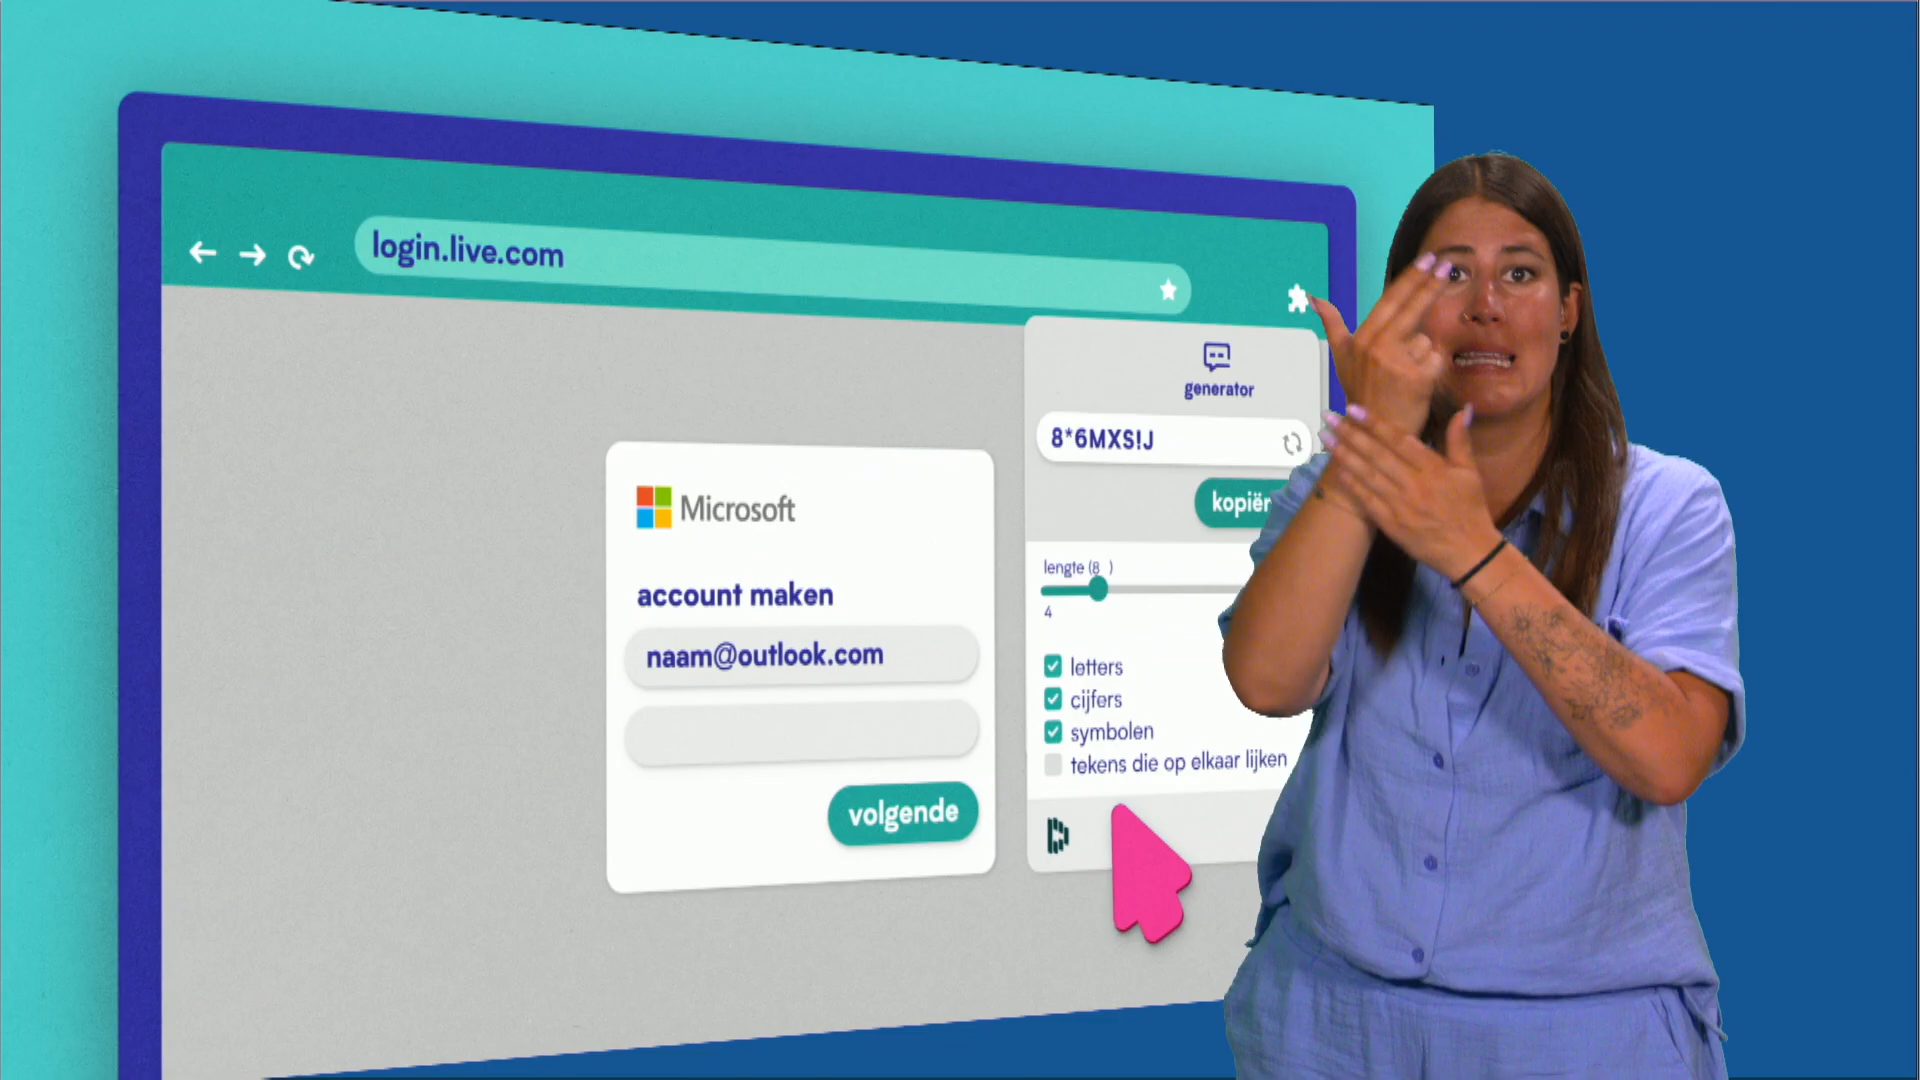 login.live.com
generator
8*6MXS!J
Microsoft
account maken
naam@outlook.com
volgende
lengte (8 )
4
letters
cijfers
symbolen
tekens die op elkaar lijken